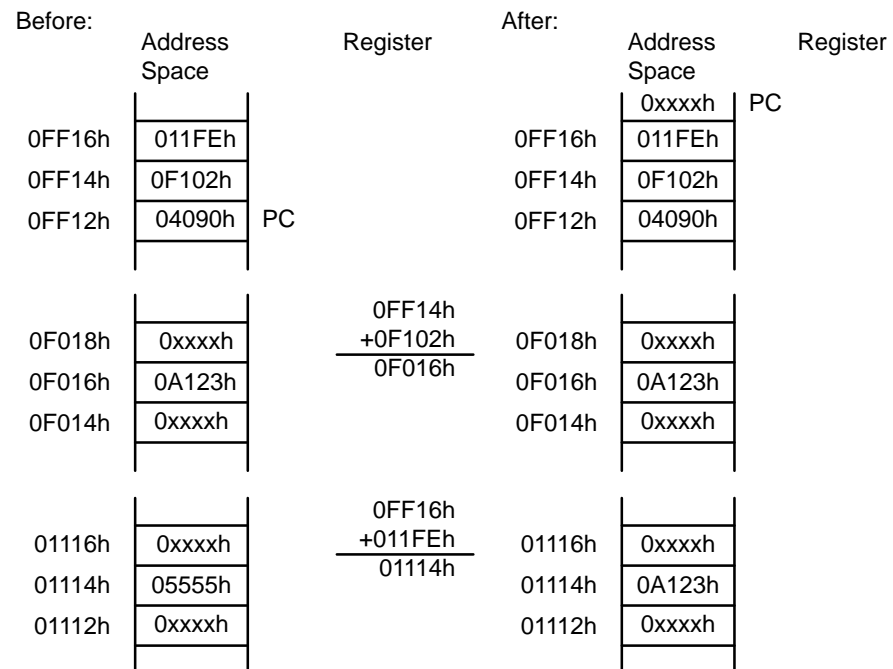 Before:
Address Space
Register
0FF16h 011FEh
0FF14h 0F102h
0FF12h 04090h PC
0F018h 0xxxxh
0F016h 0A123h
0F014h 0xxxxh
0FF14h
+0F102h
0F016h
01116h 0xxxxh
01114h 05555h
01112h 0xxxxh
0FF16h
+011FEh
01114h
After:
Address Space
Register
0xxxxh PC
0FF16h 011FEh
0FF14h 0F102h
0FF12h 04090h
0F018h 0xxxxh
0F016h 0A123h
0F014h 0xxxxh
01116h 0xxxxh
01114h 0A123h
01112h 0xxxxh